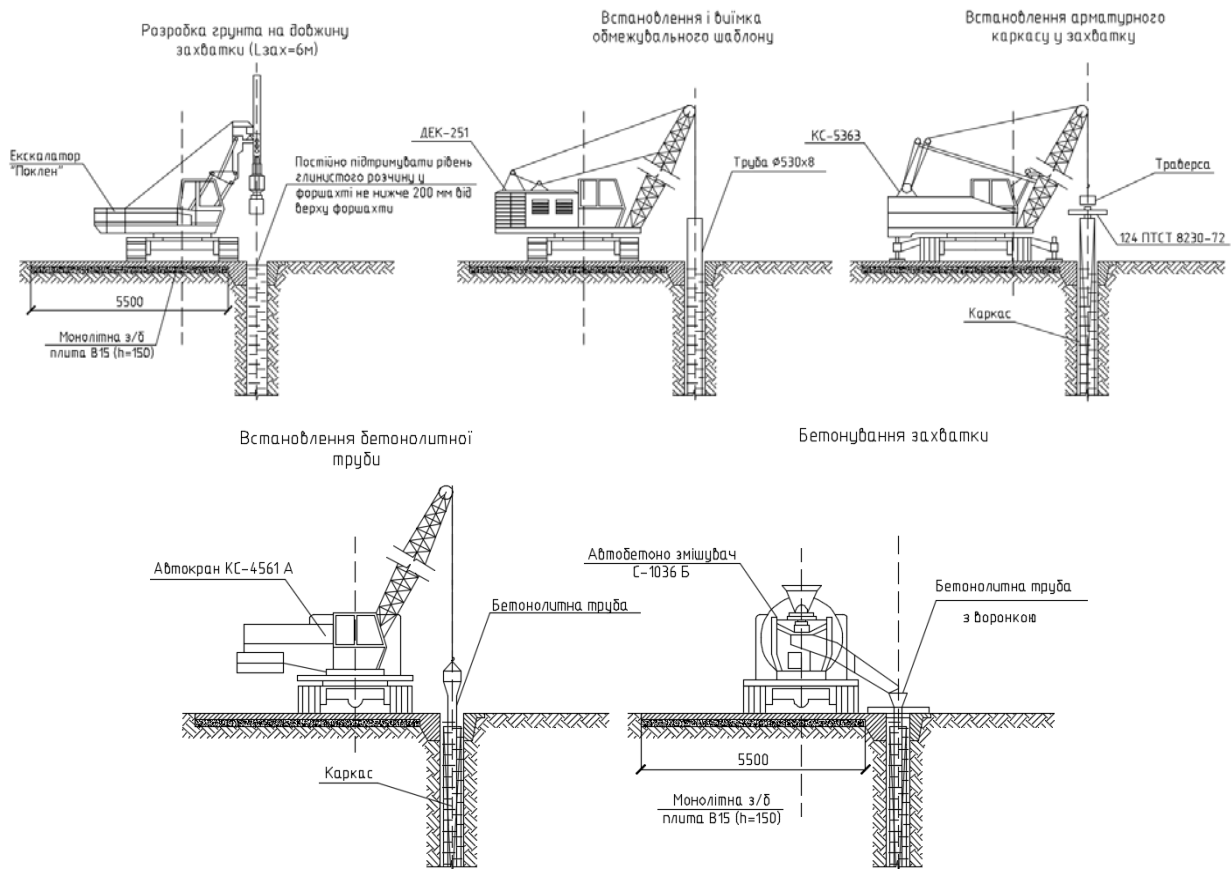 Розробка грунта на довжину
захватки (Lзах=6м)
Екскалатор
"Поклен"
Постійно підтримувати рівень
глинистого розчину у
форшахті не нижче 200 мм від
верху форшахти
5500
Монолітна з/б
плита В15 (h=150)
Встановлення і виїмка
обмежувального шаблону
ДЕК-251
Труба ϕ530х8
Встановлення арматурного
каркасу у захватку
КС-5363
Траверса
124 ПТСТ 8230-72
Каркас
Встановлення бетонолитної
труби
Автокран КС-4561 А
Бетонолитна труба
Каркас
Бетонування захватки
Автобетоно змішувач
С-1036 Б
Бетонолитна труба
з воронкою
5500
Монолітна з/б
плита В15 (h=150)